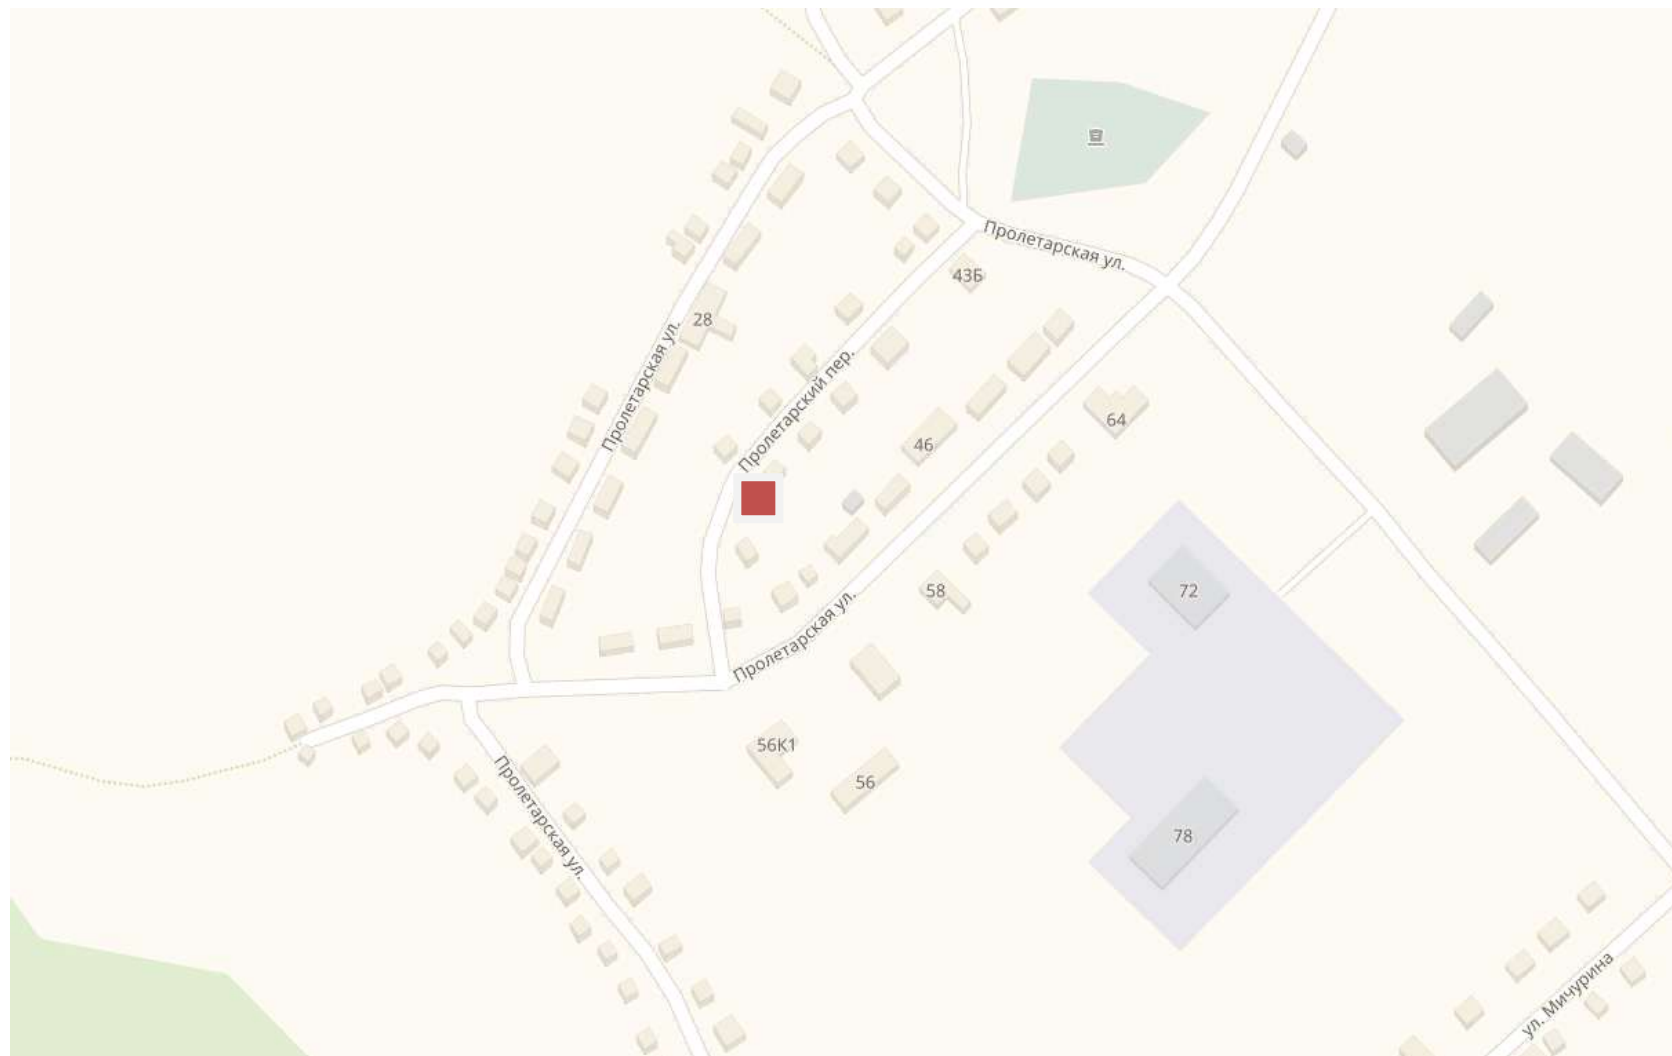 Пролетарская ул.
43Б
28
Пролетарская ул.
Пролетарский пер.
46
64
58
72
Пролетарская ул.
56К1
56
Пролетарская ул.
78
ул. Мичурина